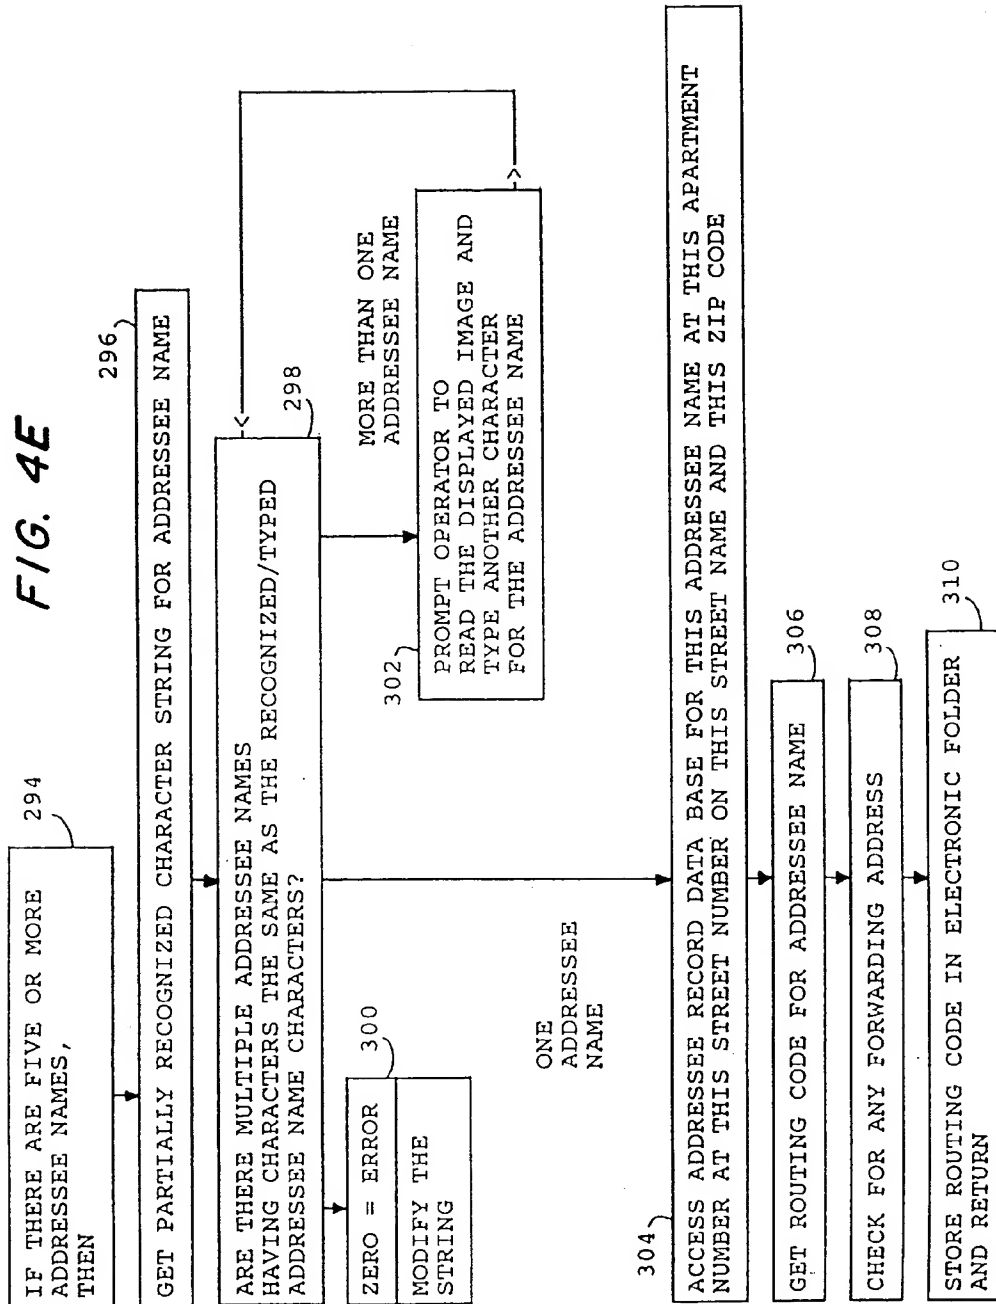 FIG. 4E
294
IF THERE ARE FIVE OR MORE
ADDRESSEE NAMES,
THEN
296
GET PARTIALLY RECOGNIZED CHARACTER STRING FOR ADDRESSEE NAME
298
ARE THERE MULTIPLE ADDRESSEE NAMES
HAVING CHARACTERS THE SAME AS THE RECOGNIZED/TYPED
ADDRESSEE NAME CHARACTERS?
300
ZERO = ERROR
MODIFY THE
STRING
MORE THAN ONE
ADDRESSEE NAME
302
PROMPT OPERATOR TO
READ THE DISPLAYED IMAGE AND
TYPE ANOTHER CHARACTER
FOR THE ADDRESSEE NAME
ONE
ADDRESSEE
NAME
304
ACCESS ADDRESSEE RECORD DATA BASE FOR THIS ADDRESSEE NAME AT THIS APARTMENT
NUMBER AT THIS STREET NUMBER ON THIS STREET NAME AND THIS ZIP CODE
306
GET ROUTING CODE FOR ADDRESSEE NAME
308
CHECK FOR ANY FORWARDING ADDRESS
310
STORE ROUTING CODE IN ELECTRONIC FOLDER
AND RETURN